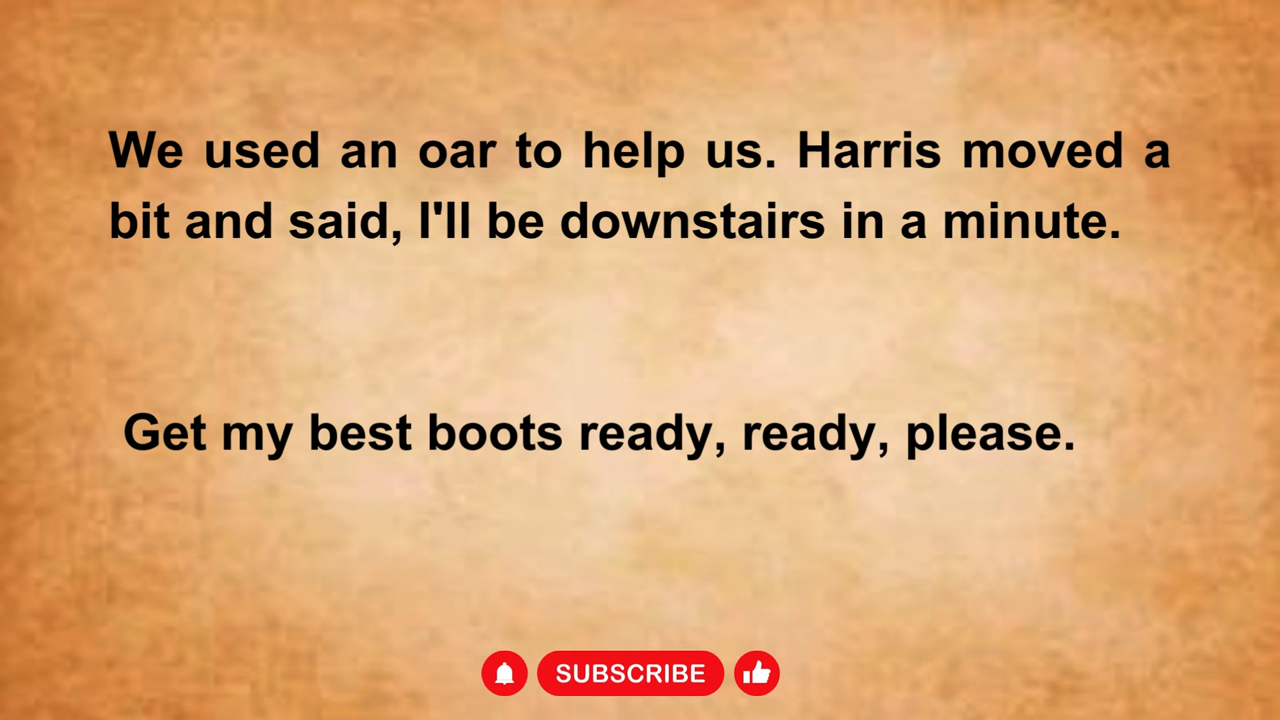 We used an oar to help us. Harris moved a
bit and said, I'll be downstairs in a minute.
Get my best boots ready, ready, please.
SUBSCRIBE